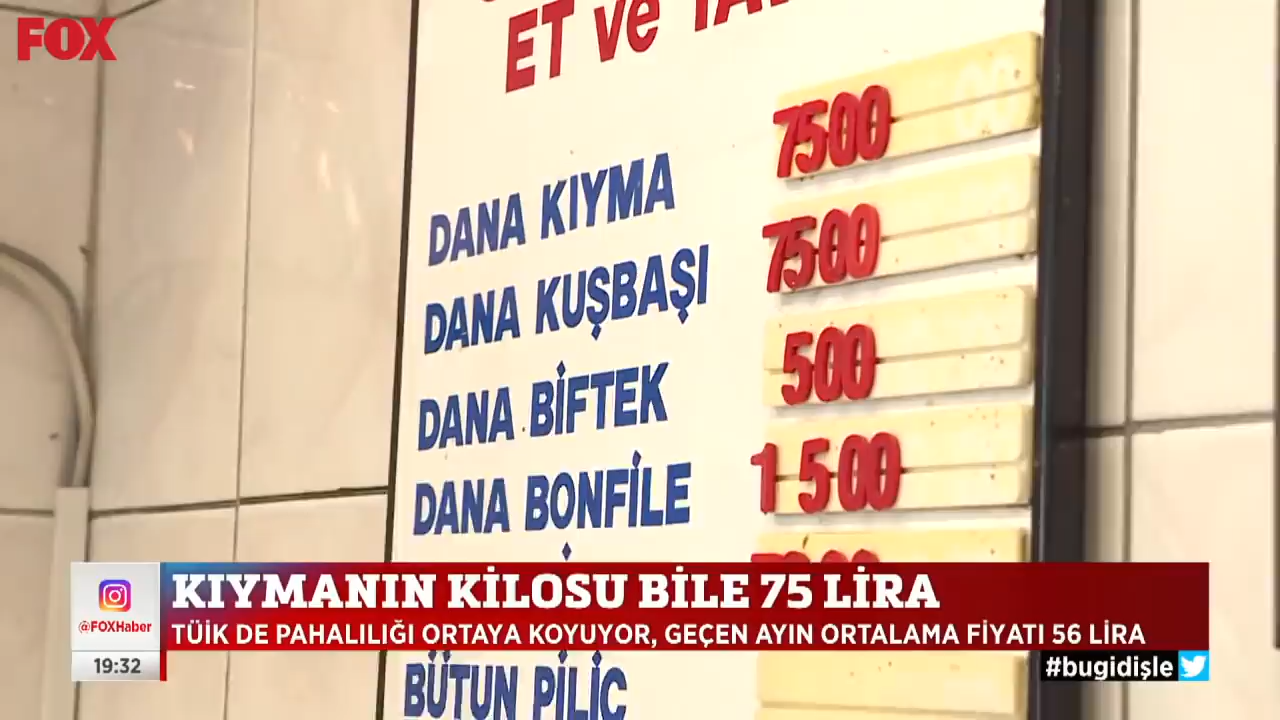 FOX
ET ve
7500
DANA KIYMA
7500
DANA KUŞBAŞI
500
DANA BİFTEK
1 500
DANA BONFİLE
KIYMANIN KİLOSU BİLE 75 LİRA
@FOXHaber
TÜİK DE PAHALILIĞI ORTAYA KOYUYOR, GEÇEN AYIN ORTALAMA FİYATI 56 LİRA
19:32
#bugidişle
BÜTÜN PİLİÇ